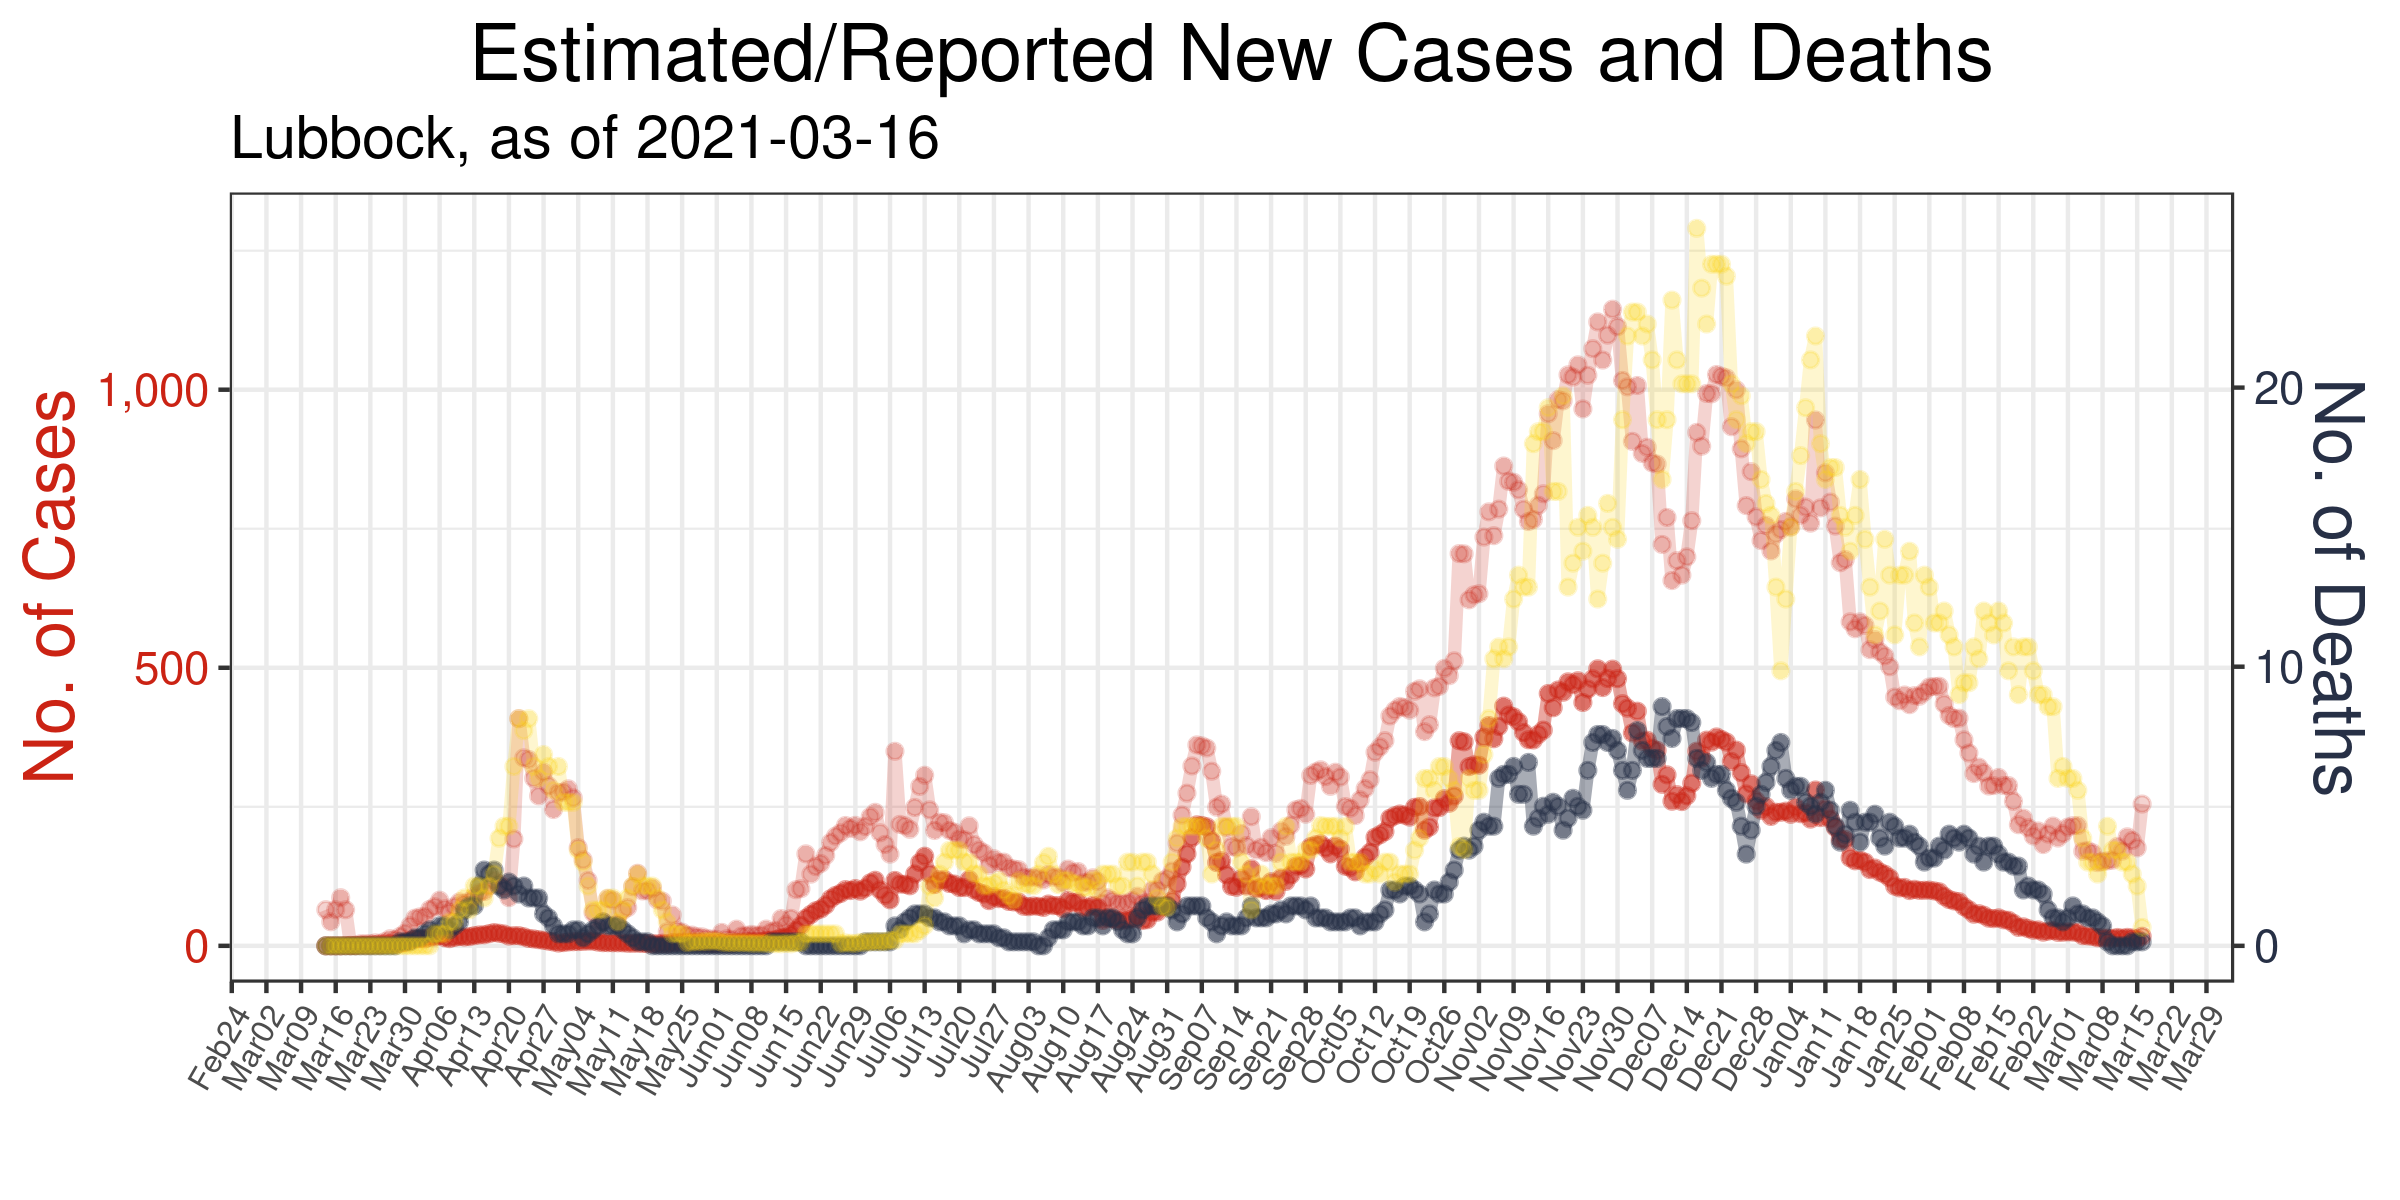 Estimated/Reported New Cases and Deaths
Lubbock, as of 2021-03-16
No. of Cases
1,000
500
0
No. of Deaths
20
10
0
Feb24
Mar02
Mar09
Mar16
Mar23
Mar30
Apr06
Apr13
Apr20
Apr27
May04
May11
May18
May25
Jun01
Jun08
Jun15
Jun22
Jun29
Jul06
Jul13
Jul20
Jul27
Aug03
Aug10
Aug17
Aug24
Aug31
Sep07
Sep14
Sep21
Sep28
Oct05
Oct12
Oct19
Oct26
Nov02
Nov09
Nov16
Nov23
Nov30
Dec07
Dec14
Dec21
Dec28
Jan04
Jan11
Jan18
Jan25
Feb01
Feb08
Feb15
Feb22
Mar01
Mar08
Mar15
Mar22
Mar29